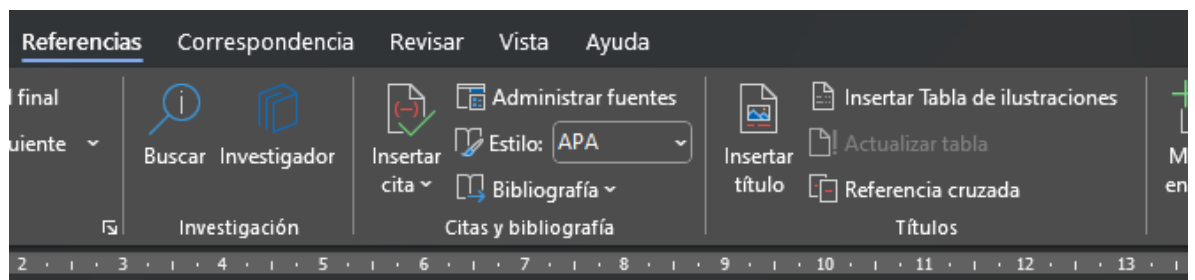 Referencias Correspondencia Revisar Vista Ayuda
l final
uiente
Buscar Investigador
Insertar cita
Administrar fuentes
Estilo: APA
Bibliografía
Insertar título
Insertar Tabla de ilustraciones
Actualizar tabla
Referencia cruzada
M
en
Investigación Citas y bibliografía Títulos
2 3 4 5 6 7 8 9 10 11 12 13